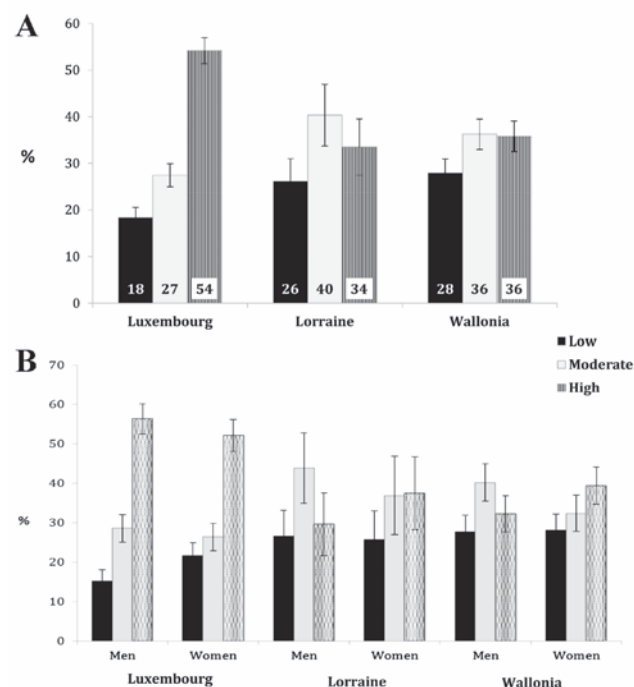 A
60
50
40
%
30
20
10
0
18 27 54 26 40 34 28 36 36
Luxembourg Lorraine Wallonia
Low
Moderate
High
B
70
60
50
40
%
30
20
10
0
Men Women Men Women Men Women
Luxembourg Lorraine Wallonia